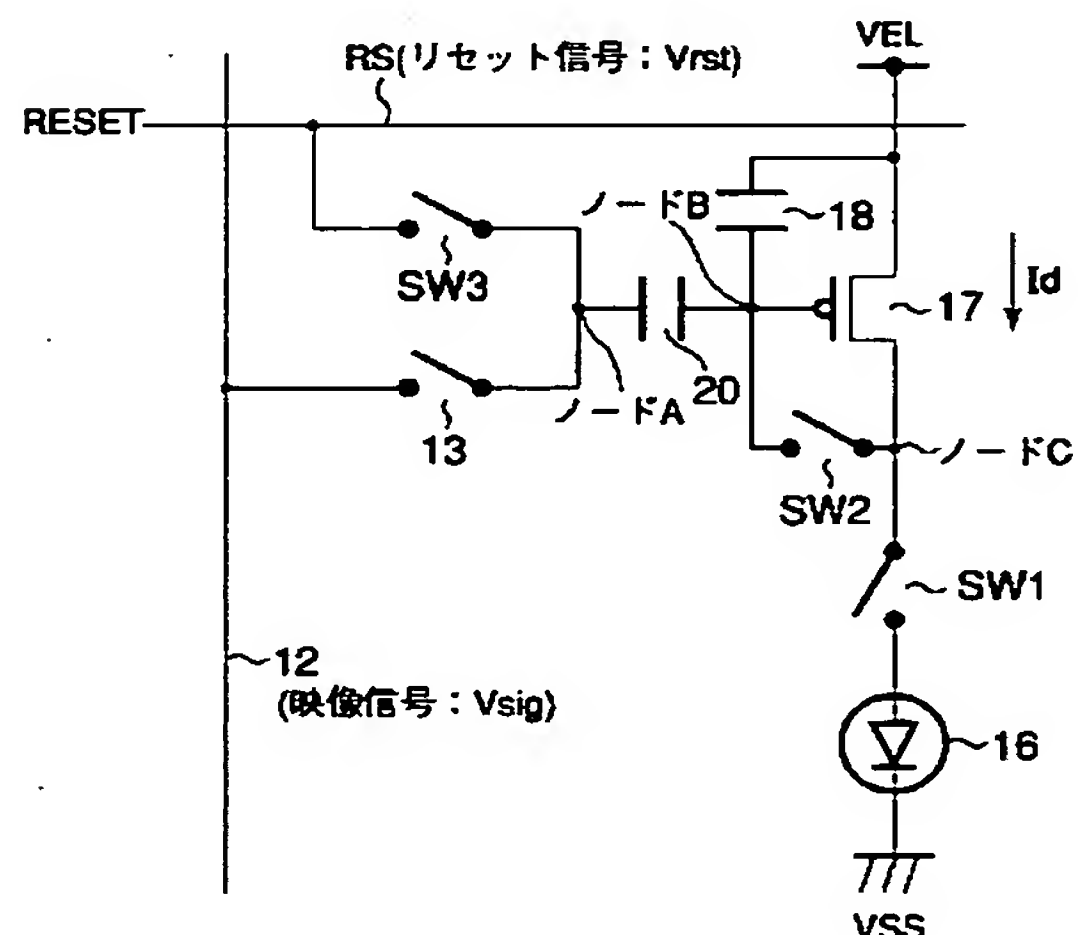 VEL
RS(リセット信号：Vrst)
RESET
ノードB
18
SW3
17
Id
20
ノードA
13
ノードC
SW2
SW1
12
(映像信号：Vsig)
16
VSS